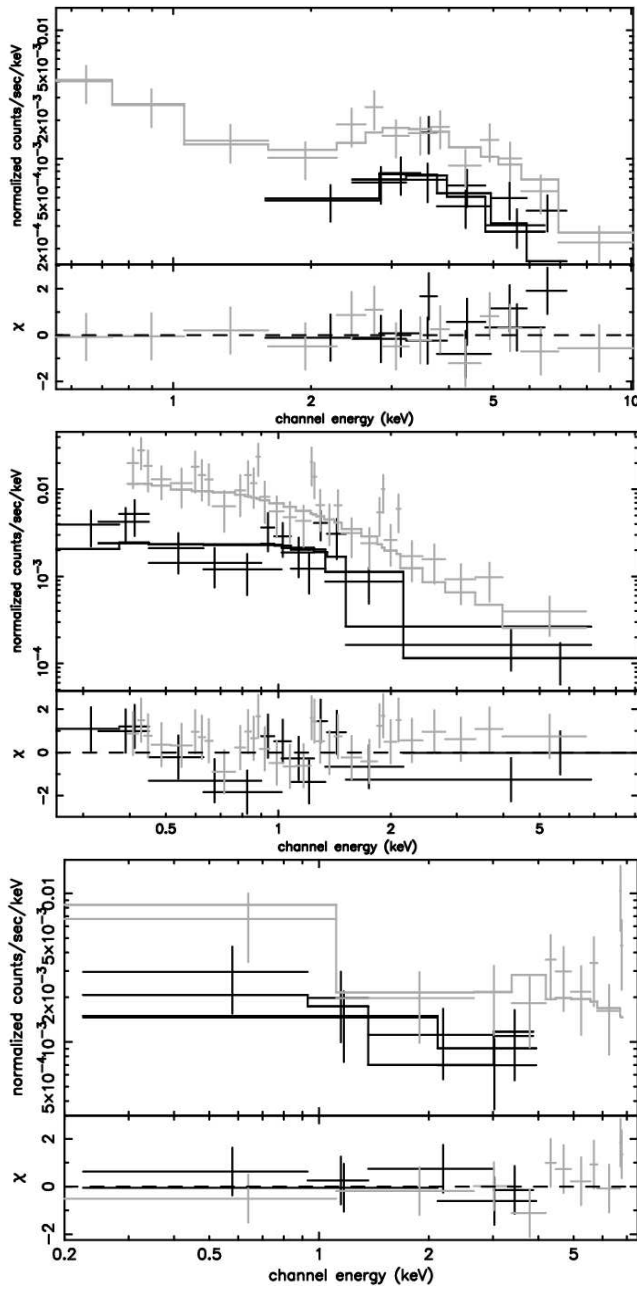 normalized counts/sec/keV
2×10−4 5×10−4 10−3 2×10−3 5×10−3 0.01
χ
−2 0 2
1 2 5 10
channel energy (keV)
normalized counts/sec/keV
10−4 10−3 0.01
χ
−2 0 2
0.5 1 2 5
channel energy (keV)
normalized counts/sec/keV
5×10−4 10−3 2×10−3 5×10−3 0.01
χ
−2 0 2
0.2 0.5 1 2 5
channel energy (keV)